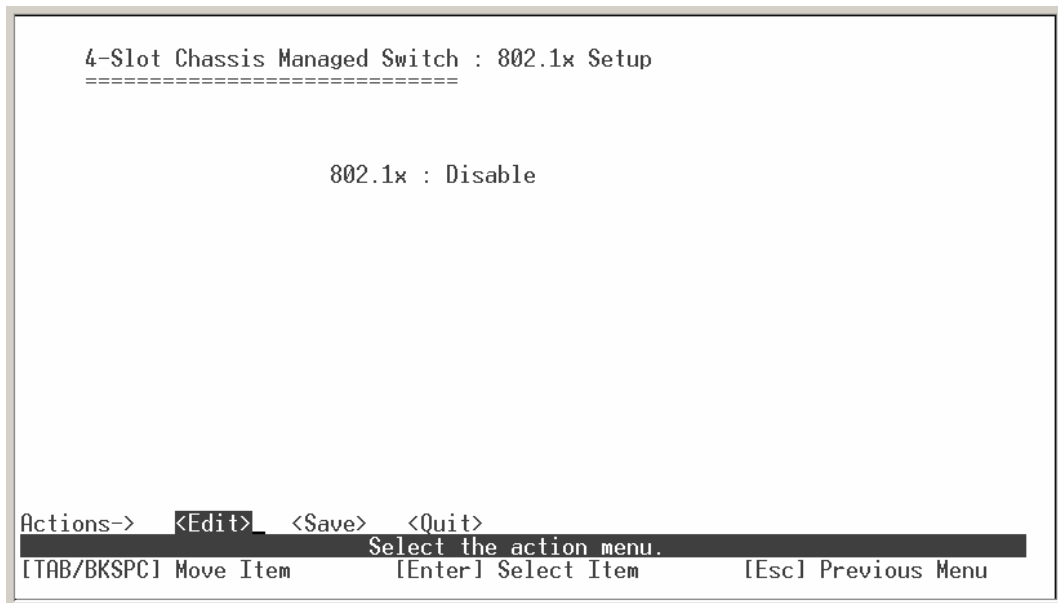 4-Slot Chassis Managed Switch : 802.1x Setup
=============================
802.1x : Disable
Actions-> <Edit>_ <Save> <Quit>
Select the action menu.
[TAB/BKSPC] Move Item [Enter] Select Item [Esc] Previous Menu